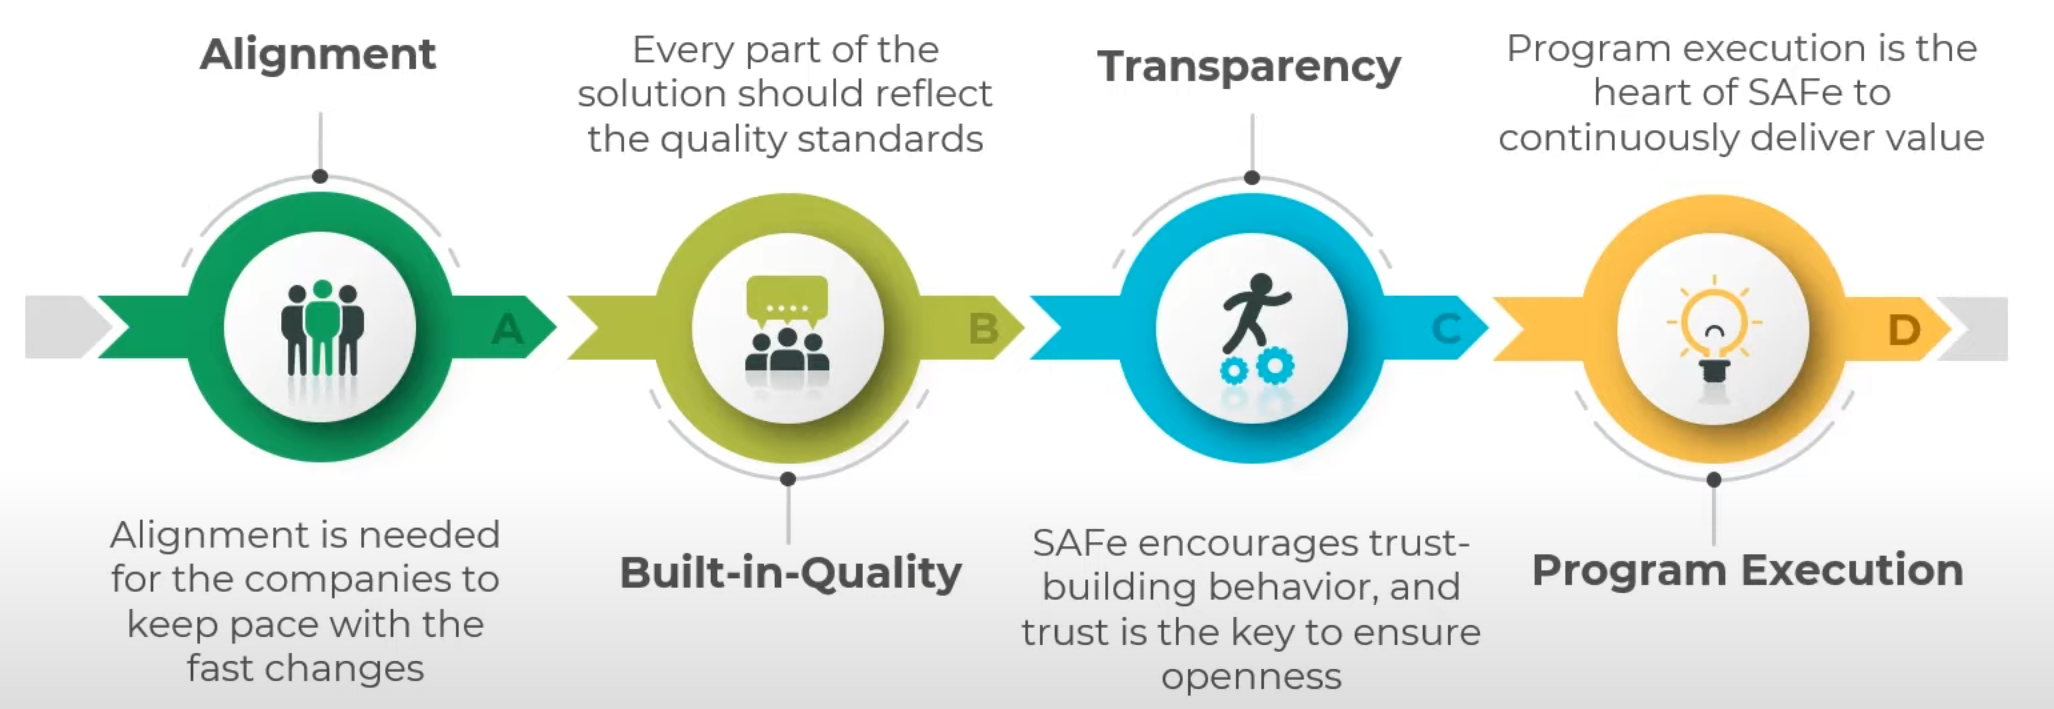 Alignment
A
Alignment is needed
for the companies to
keep pace with the
fast changes
Every part of the
solution should reflect
the quality standards
B
Built-in-Quality
Transparency
C
SAFe encourages trust-
building behavior, and
trust is the key to ensure
openness
Program execution is the
heart of SAFe to
continuously deliver value
D
Program Execution